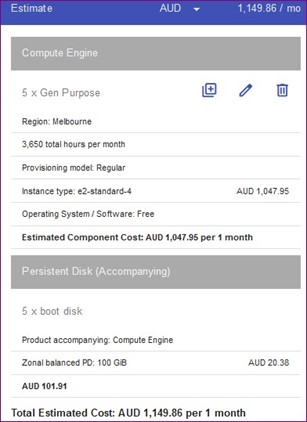 Estimate AUD 1,149.86 / mo
Compute Engine
5 x Gen Purpose
Region: Melbourne
3,650 total hours per month
Provisioning model: Regular
Instance type: e2-standard-4 AUD 1,047.95
Operating System / Software: Free
Estimated Component Cost: AUD 1,047.95 per 1 month
Persistent Disk (Accompanying)
5 x boot disk
Product accompanying: Compute Engine
Zonal balanced PD: 100 GiB AUD 20.38
AUD 101.91
Total Estimated Cost: AUD 1,149.86 per 1 month